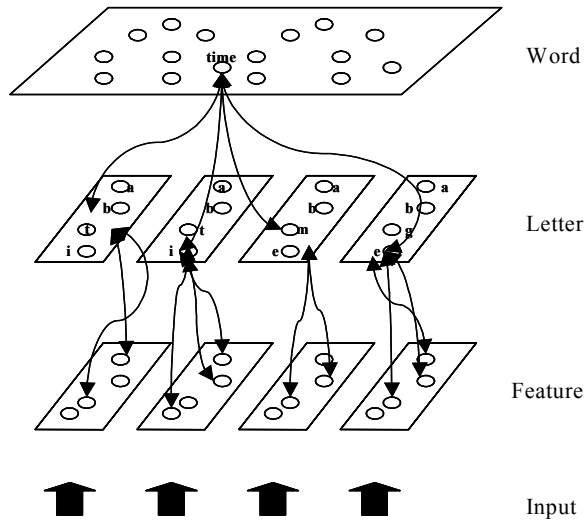 Word
time
a a a a
b b b b
t t m g
i i e e
Letter
Feature
Input